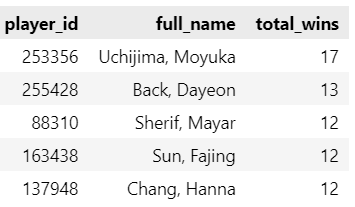 player_id full_name total_wins
253356 Uchijima, Moyuka 17
255428 Back, Dayeon 13
88310 Sherif, Mayar 12
163438 Sun, Fajing 12
137948 Chang, Hanna 12